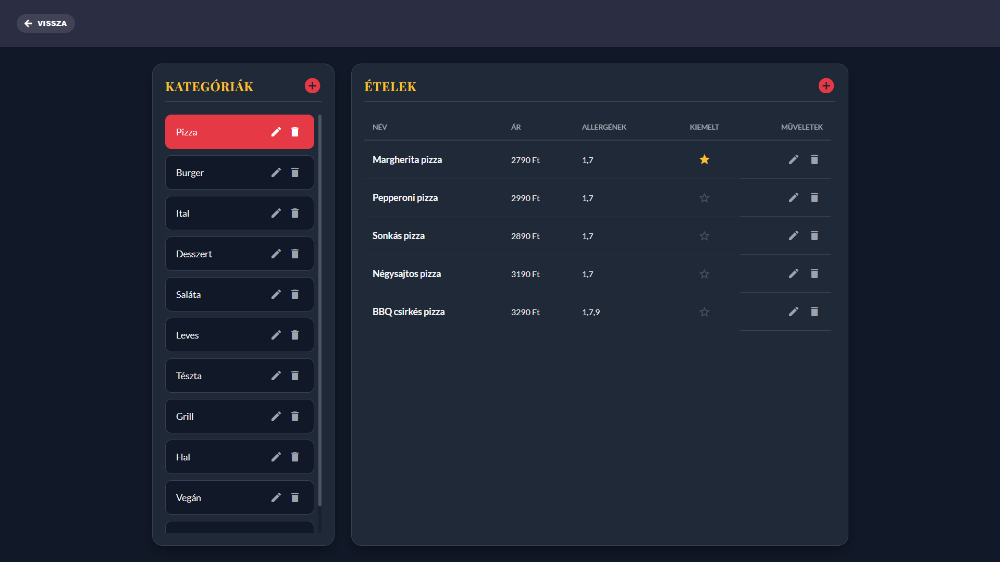 VISSZA
KATEGÓRIÁK
Pizza
Burger
Ital
Desszert
Saláta
Leves
Tészta
Grill
Hal
Vegán
ÉTELEK
NÉV ÁR ALLERGÉNEK KIEMELT MŰVELETEK
Margherita pizza 2790 Ft 1,7
Pepperoni pizza 2990 Ft 1,7
Sonkás pizza 2890 Ft 1,7
Négysajtos pizza 3190 Ft 1,7
BBQ csirkés pizza 3290 Ft 1,7,9